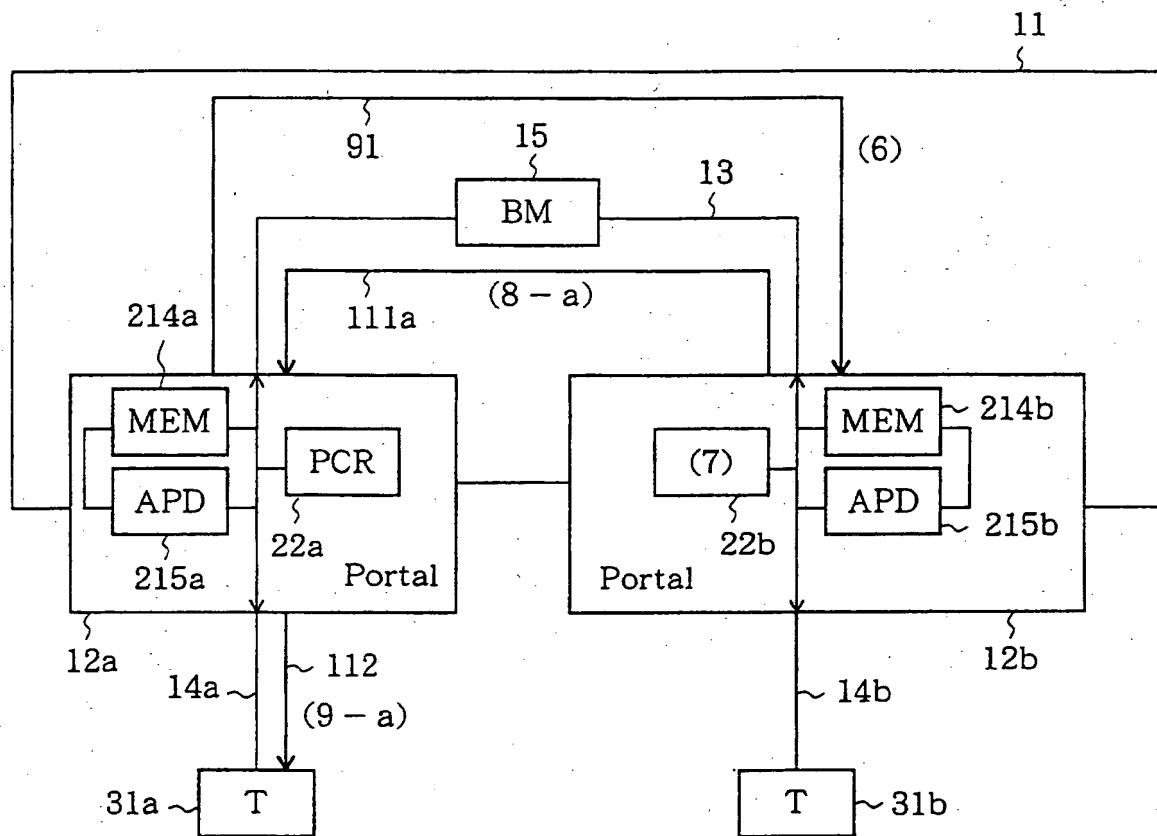 11
91
15
(6)
13
BM
(8-a)
111a
214a
MEM
MEM
214b
PCR
(7)
APD
APD
22a
22b
215b
215a
Portal
Portal
12a
14a
112
14b
12b
(9-a)
31a
T
T
31b